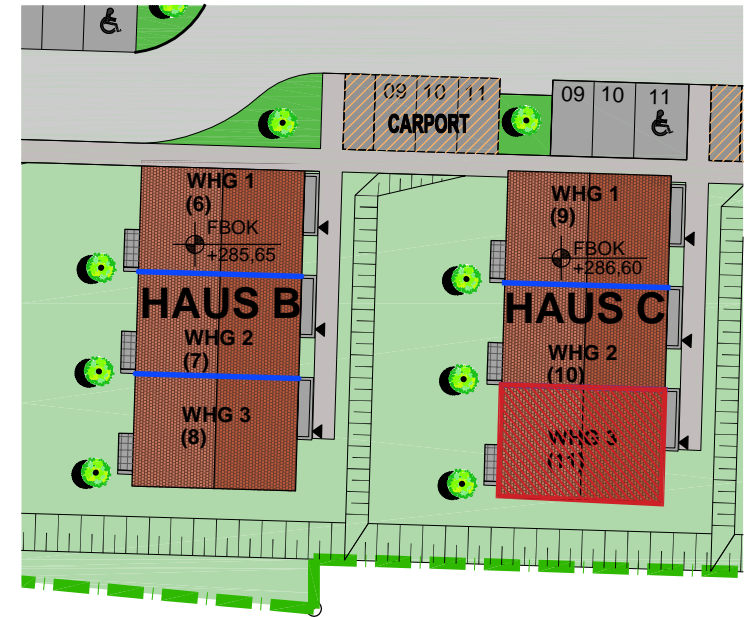 09 10 11
CARPORT
09 10 11
WHG 1
(6)
FBOK
+285,65
HAUS B
WHG 2
(7)
WHG 3
(8)
WHG 1
(9)
FBOK
+286,60
HAUS C
WHG 2
(10)
WHG 3
(11)